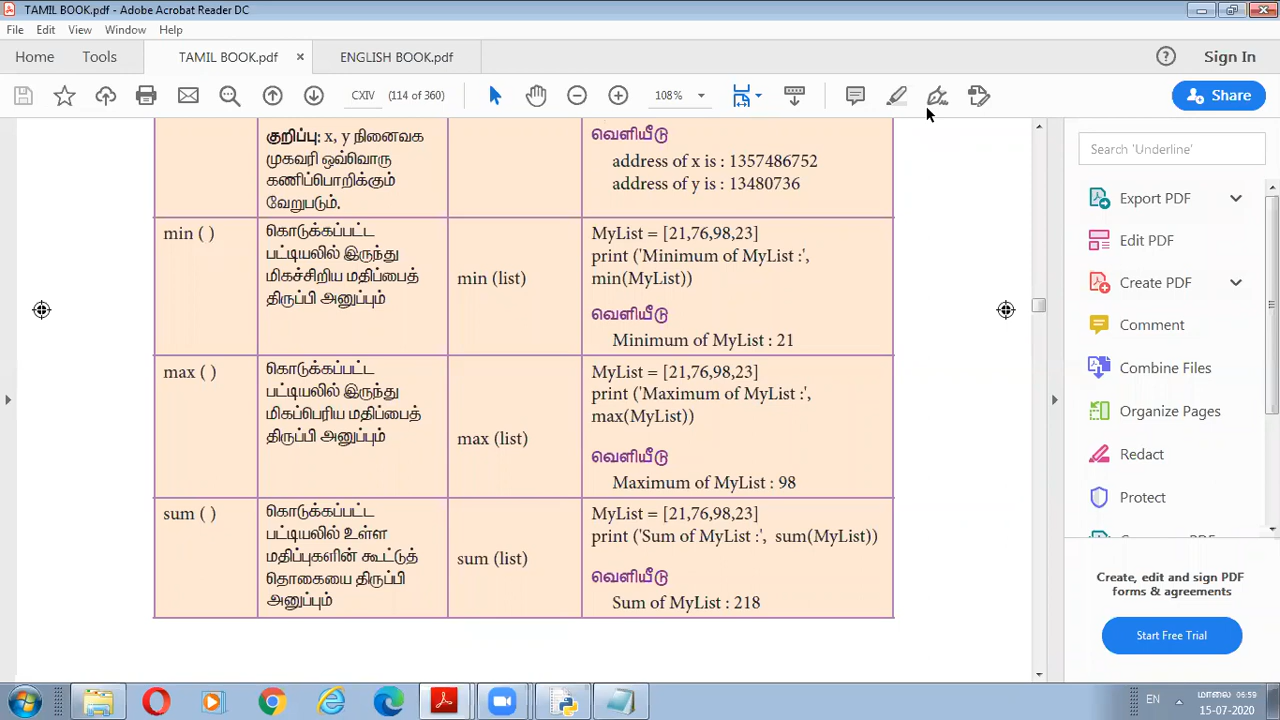 TAMIL BOOK.pdf - Adobe Acrobat Reader DC
File Edit View Window Help
Home Tools TAMIL BOOK.pdf × ENGLISH BOOK.pdf Sign In
CXIV (114 of 360) 108% Share
குறிப்பு: x, y நினைவக
முகவரி ஒவ்வொரு
கணிப்பொறிக்கும்
வேறுபடும்.
வெளியீடு
address of x is : 1357486752
address of y is : 13480736
min ( )
கொடுக்கப்பட்ட
பட்டியலில் இருந்து
மிகச்சிறிய மதிப்பைத்
திருப்பி அனுப்பும்
min (list)
MyList = [21,76,98,23]
print ('Minimum of MyList :',
min(MyList))
வெளியீடு
Minimum of MyList : 21
max ( )
கொடுக்கப்பட்ட
பட்டியலில் இருந்து
மிகப்பெரிய மதிப்பைத்
திருப்பி அனுப்பும்
max (list)
MyList = [21,76,98,23]
print ('Maximum of MyList :',
max(MyList))
வெளியீடு
Maximum of MyList : 98
sum ( )
கொடுக்கப்பட்ட
பட்டியலில் உள்ள
மதிப்புகளின் கூட்டுத்
தொகையை திருப்பி
அனுப்பும்
sum (list)
MyList = [21,76,98,23]
print ('Sum of MyList :', sum(MyList))
வெளியீடு
Sum of MyList : 218
Search 'Underline'
Export PDF
Edit PDF
Create PDF
Comment
Combine Files
Organize Pages
Redact
Protect
Create, edit and sign PDF
forms & agreements
Start Free Trial
EN மாலை 06:59
15-07-2020